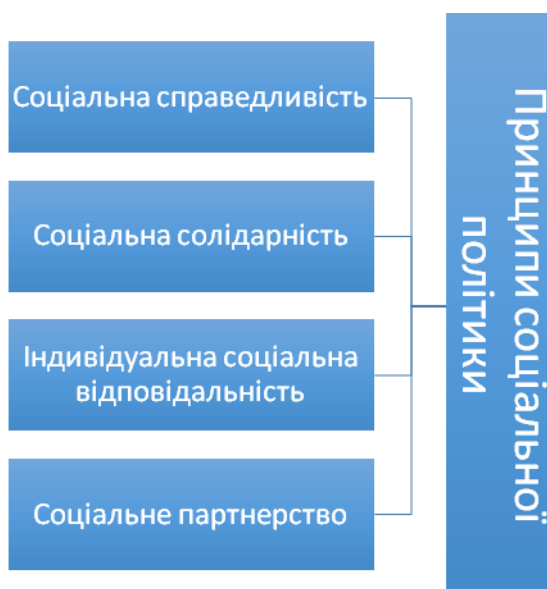 Соціальна справедливість
Соціальна солідарність
Індивідуальна соціальна
відповідальність
Соціальне партнерство
Принципи соціальної
політики